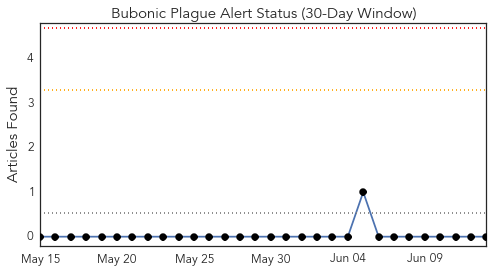 Bubonic Plague Alert Status (30-Day Window)
Articles Found
4
3
2
1
0
May 15 May 20 May 25 May 30 Jun 04 Jun 09